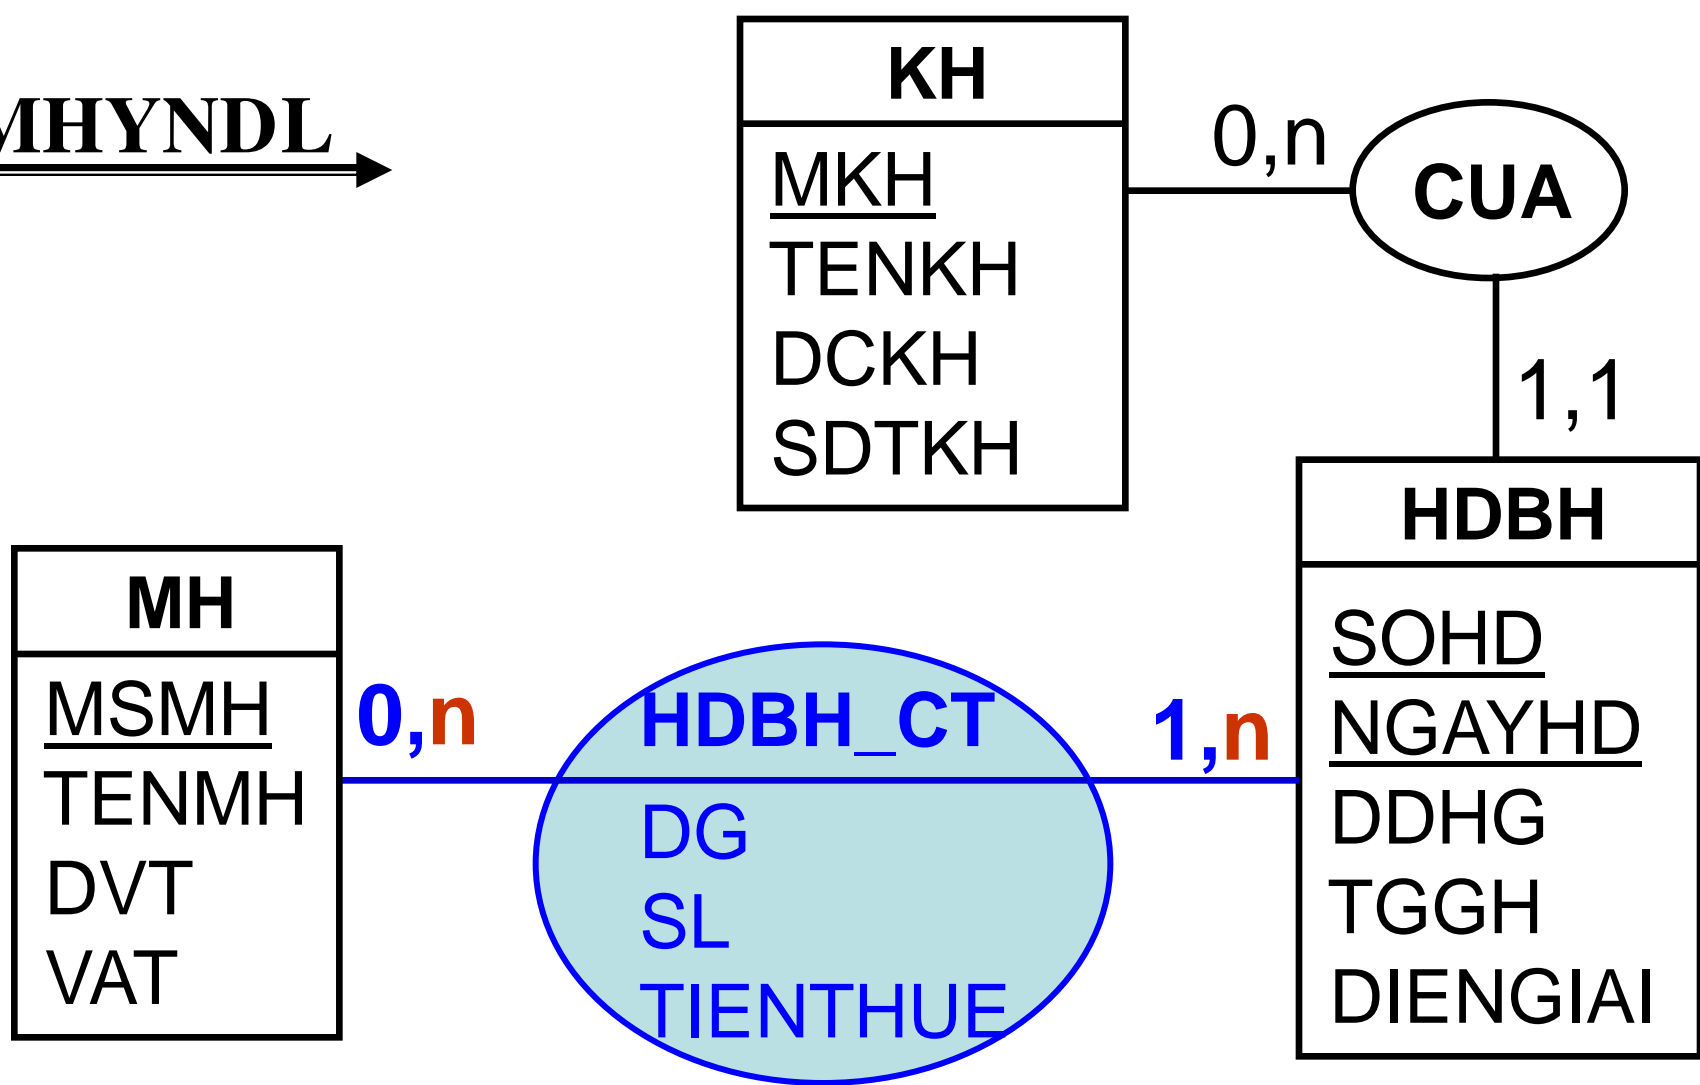 MHYNDL
KH
MKH
TENKH
DCKH
SDTKH
0,n
CUA
1,1
HDBH
SOHD
NGAYHD
DDHG
TGGH
DIENGIAI
MH
MSMH
TENMH
DVT
VAT
0,n
HDBH_CT
DG
SL
TIENTHUE
1,n